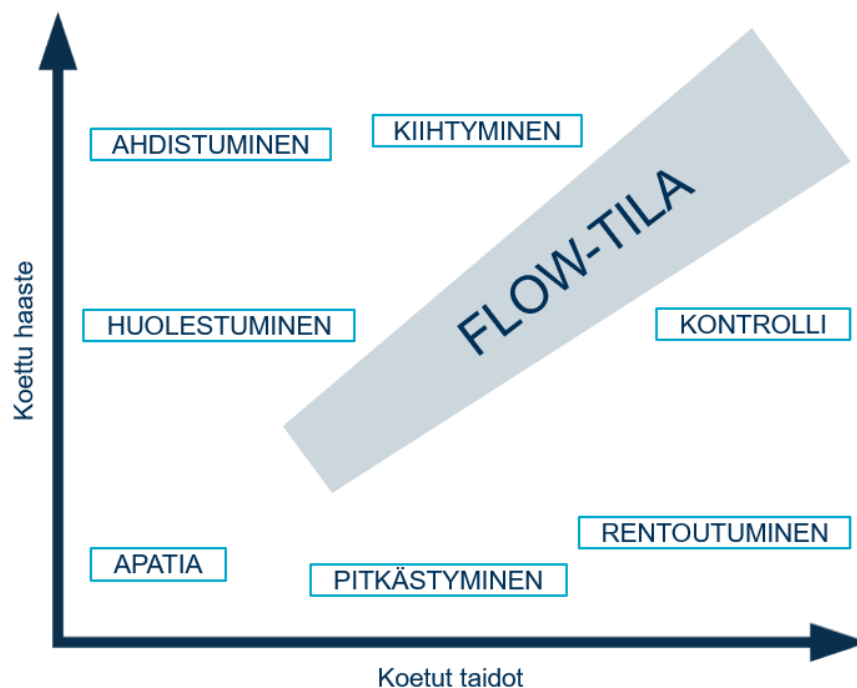 AHDISTUMINEN
KIIHTYMINEN
FLOW-TILA
HUOLESTUMINEN
KONTROLLI
Koettu haaste
RENTOUTUMINEN
APATIA
PITKÄSTYMINEN
Koetut taidot